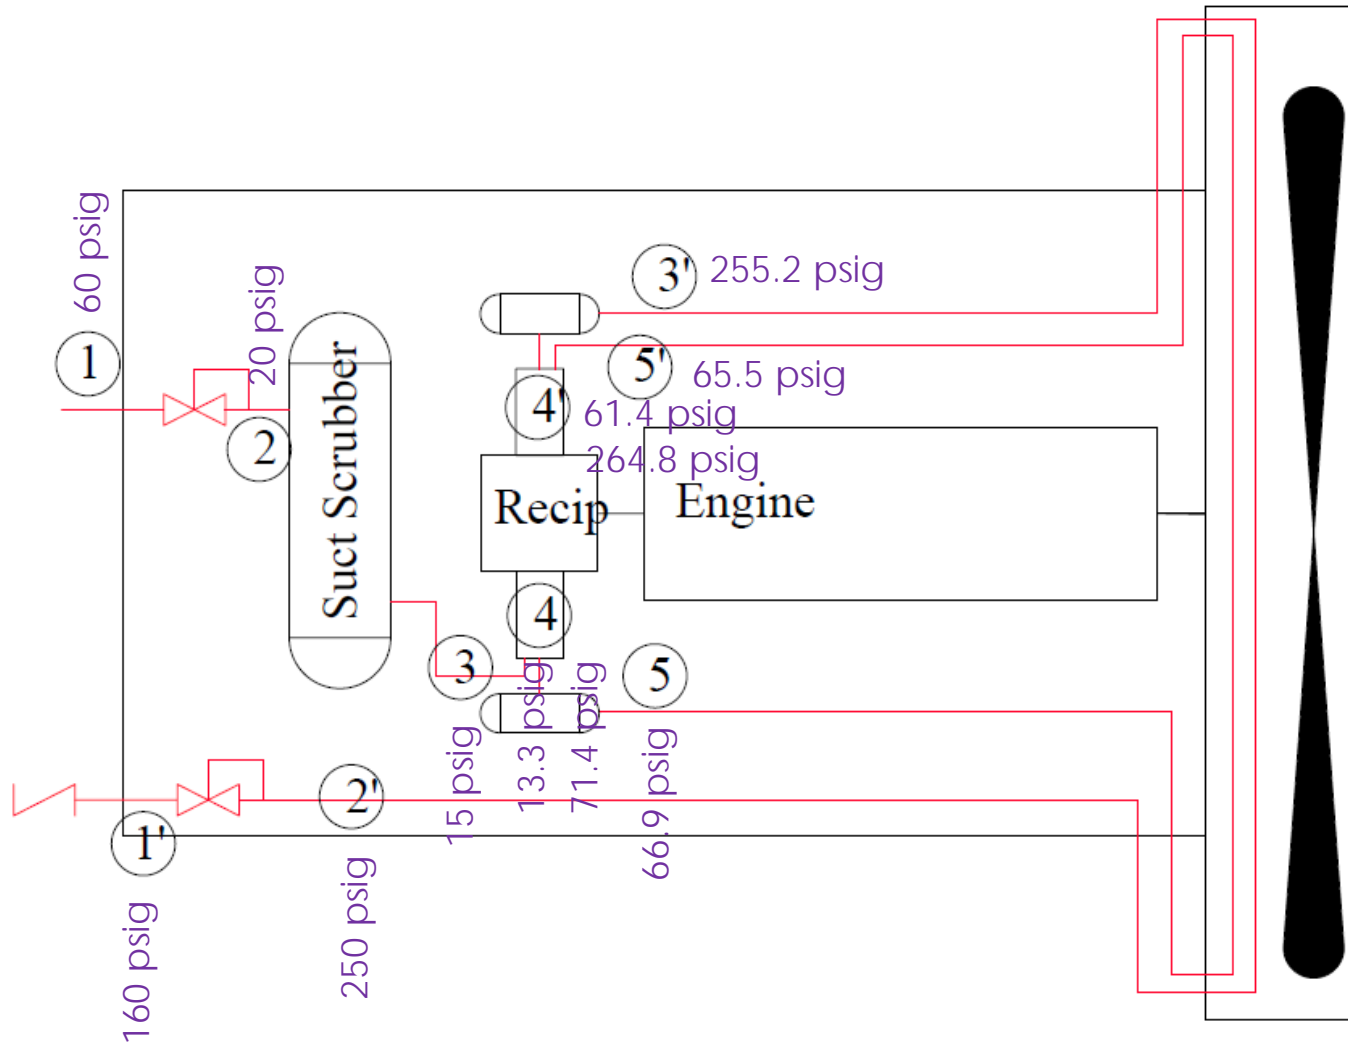 60 psig
1
20 psig
2
Suct Scrubber
3'
255.2 psig
5'
65.5 psig
4'
61.4 psig
264.8 psig
Recip
Engine
4
3
5
15 psig
13.3 psig
71.4 psig
66.9 psig
2'
1'
250 psig
160 psig